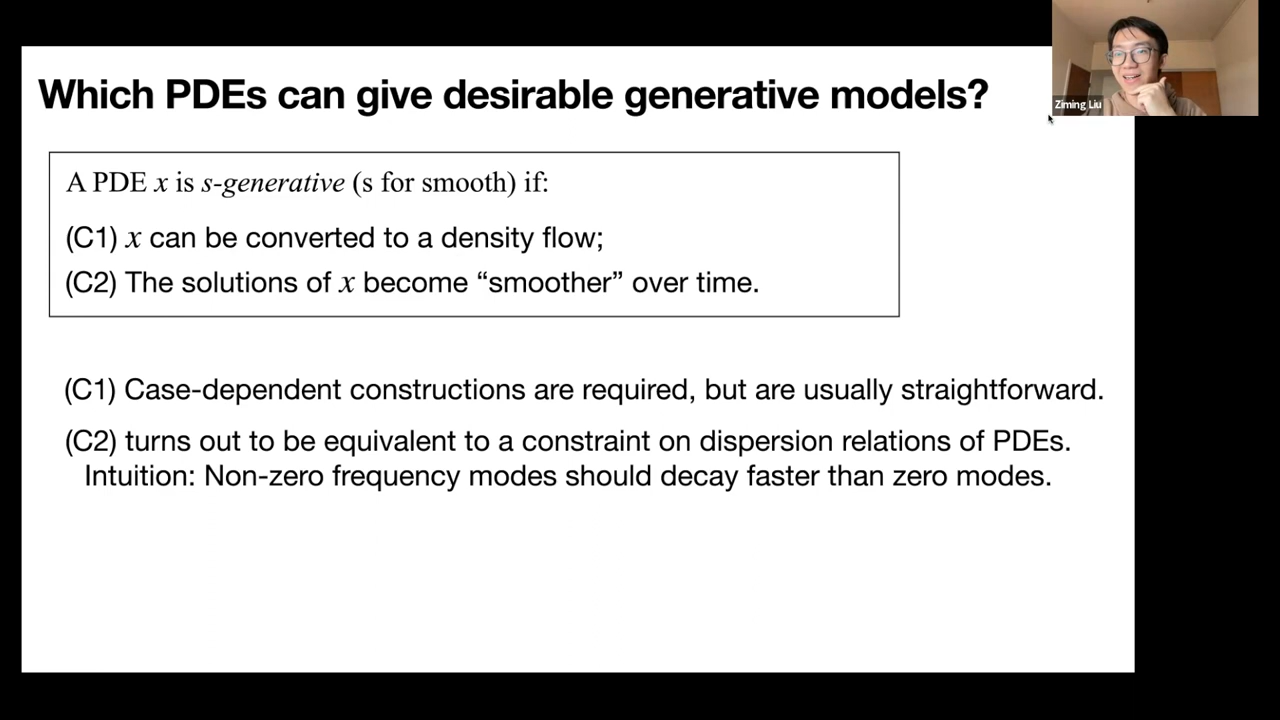 Which PDEs can give desirable generative models?
Ziming Liu
A PDE x is s-generative (s for smooth) if:
(C1) x can be converted to a density flow;
(C2) The solutions of x become “smoother” over time.
(C1) Case-dependent constructions are required, but are usually straightforward.
(C2) turns out to be equivalent to a constraint on dispersion relations of PDEs.
Intuition: Non-zero frequency modes should decay faster than zero modes.